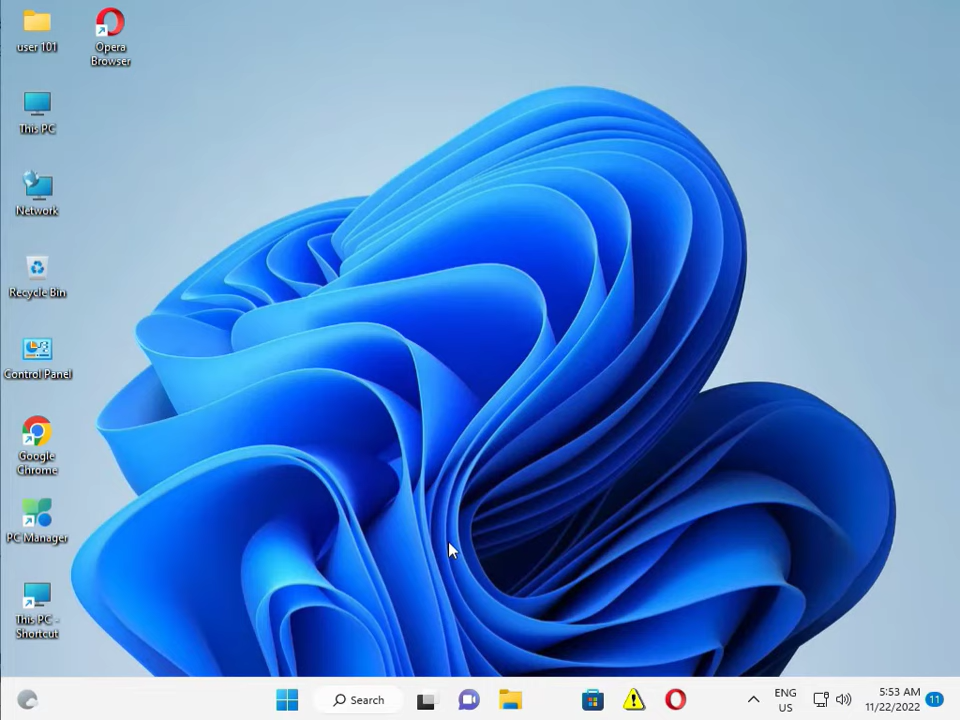 user 101
Opera
Browser
This PC
Network
Recycle Bin
Control Panel
Google
Chrome
PC Manager
This PC -
Shortcut
Search
ENG
US
5:53 AM
11/22/2022
11